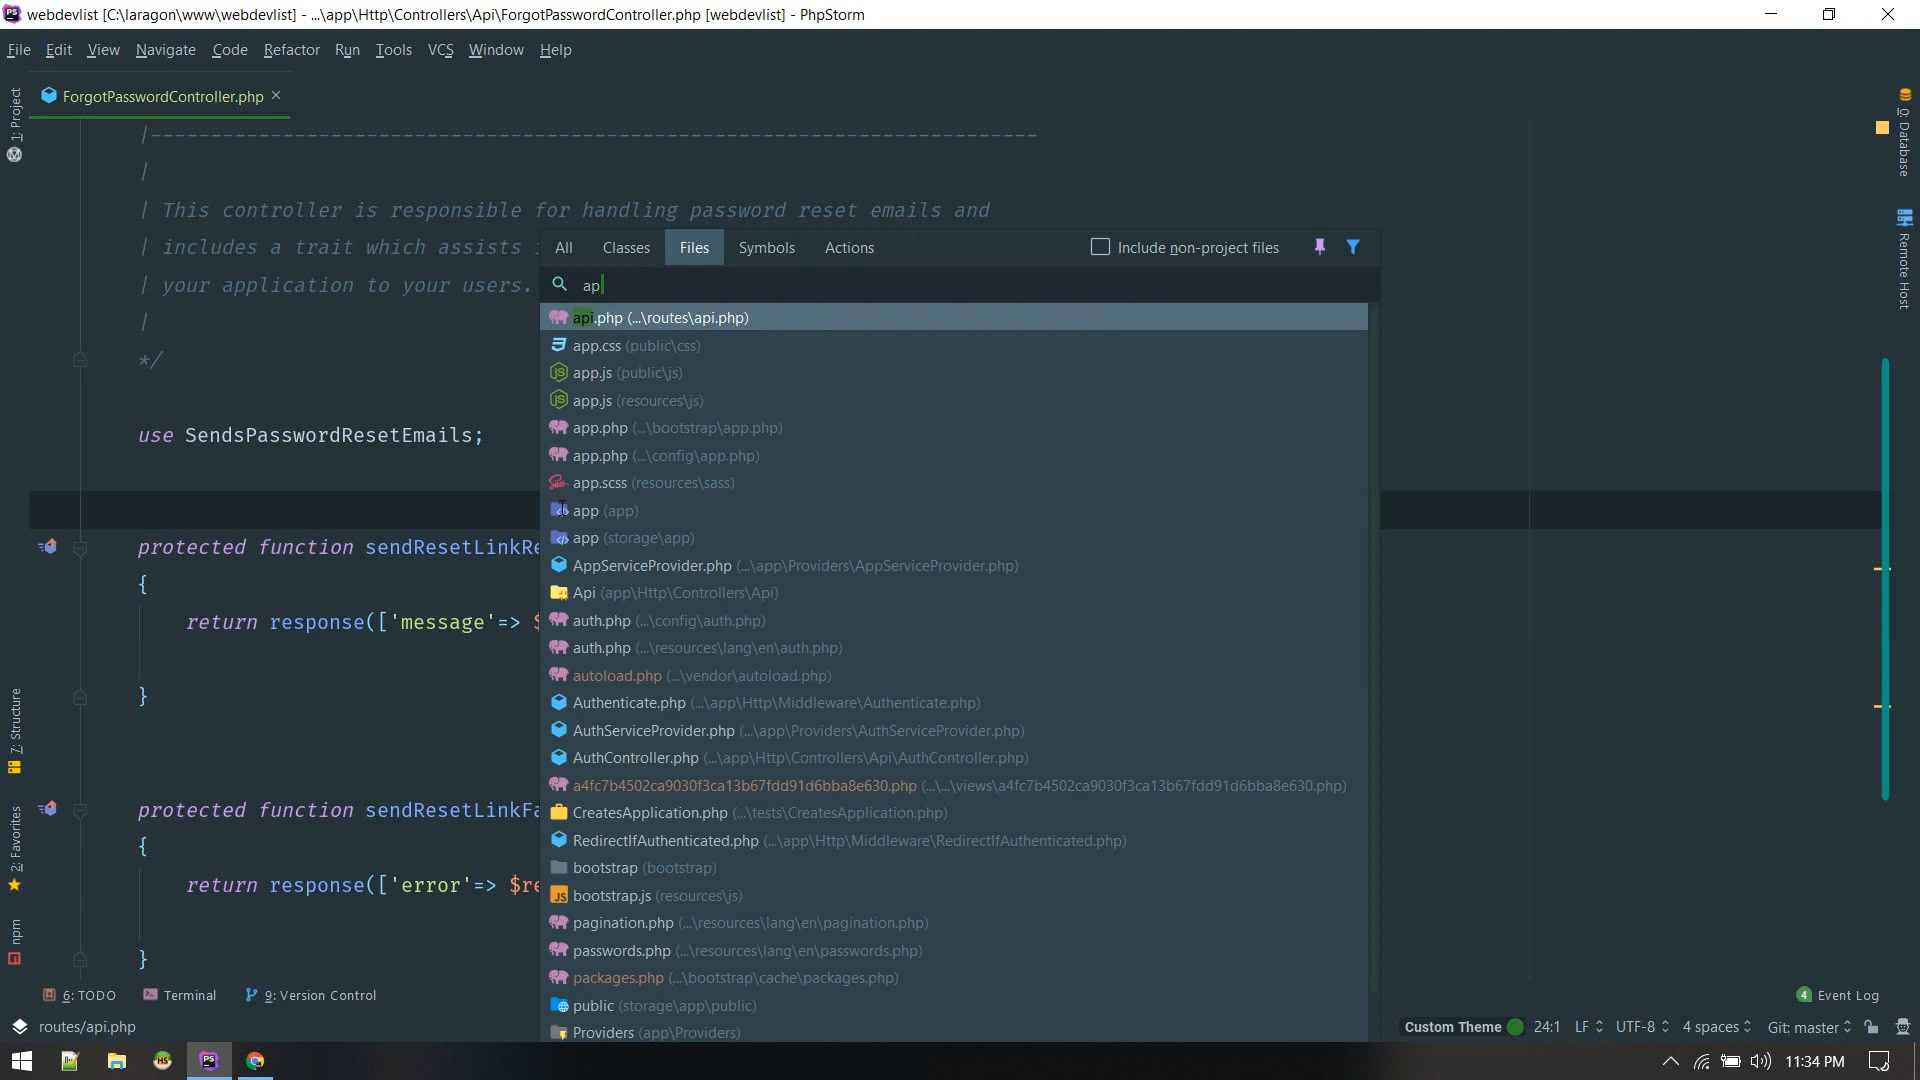 webdevlist [C:\laragon\www\webdevlist] - ...\app\Http\Controllers\Api\ForgotPasswordController.php [webdevlist] - PhpStorm
File Edit View Navigate Code Refactor Run Tools VCS Window Help
ForgotPasswordController.php
1: Project
7: Structure
2: Favorites
npm
|---------------------------------------------------------------------------
|
| This controller is responsible for handling password reset emails and
| includes a trait which assists
| your application to your users.
|
*/
use SendsPasswordResetEmails;
protected function sendResetLinkRe
{
return response(['message'=> $
}
protected function sendResetLinkFa
{
return response(['error'=> $re
}
All Classes Files Symbols Actions Include non-project files
ap
api.php (...\routes\api.php)
app.css (public\css)
app.js (public\js)
app.js (resources\js)
app.php (...\bootstrap\app.php)
app.php (...\config\app.php)
app.scss (resources\sass)
app (app)
app (storage\app)
AppServiceProvider.php (...\app\Providers\AppServiceProvider.php)
Api (app\Http\Controllers\Api)
auth.php (...\config\auth.php)
auth.php (...\resources\lang\en\auth.php)
autoload.php (...\vendor\autoload.php)
Authenticate.php (...\app\Http\Middleware\Authenticate.php)
AuthServiceProvider.php (...\app\Providers\AuthServiceProvider.php)
AuthController.php (...\app\Http\Controllers\Api\AuthController.php)
a4fc7b4502ca9030f3ca13b67fdd91d6bba8e630.php (...\...\views\a4fc7b4502ca9030f3ca13b67fdd91d6bba8e630.php)
CreatesApplication.php (...\tests\CreatesApplication.php)
RedirectIfAuthenticated.php (...\app\Http\Middleware\RedirectIfAuthenticated.php)
bootstrap (bootstrap)
bootstrap.js (resources\js)
pagination.php (...\resources\lang\en\pagination.php)
passwords.php (...\resources\lang\en\passwords.php)
packages.php (...\bootstrap\cache\packages.php)
public (storage\app\public)
Providers (app\Providers)
0: Database
Remote Host
6: TODO Terminal 9: Version Control
4 Event Log
routes/api.php
Custom Theme 24:1 LF UTF-8 4 spaces Git: master
11:34 PM